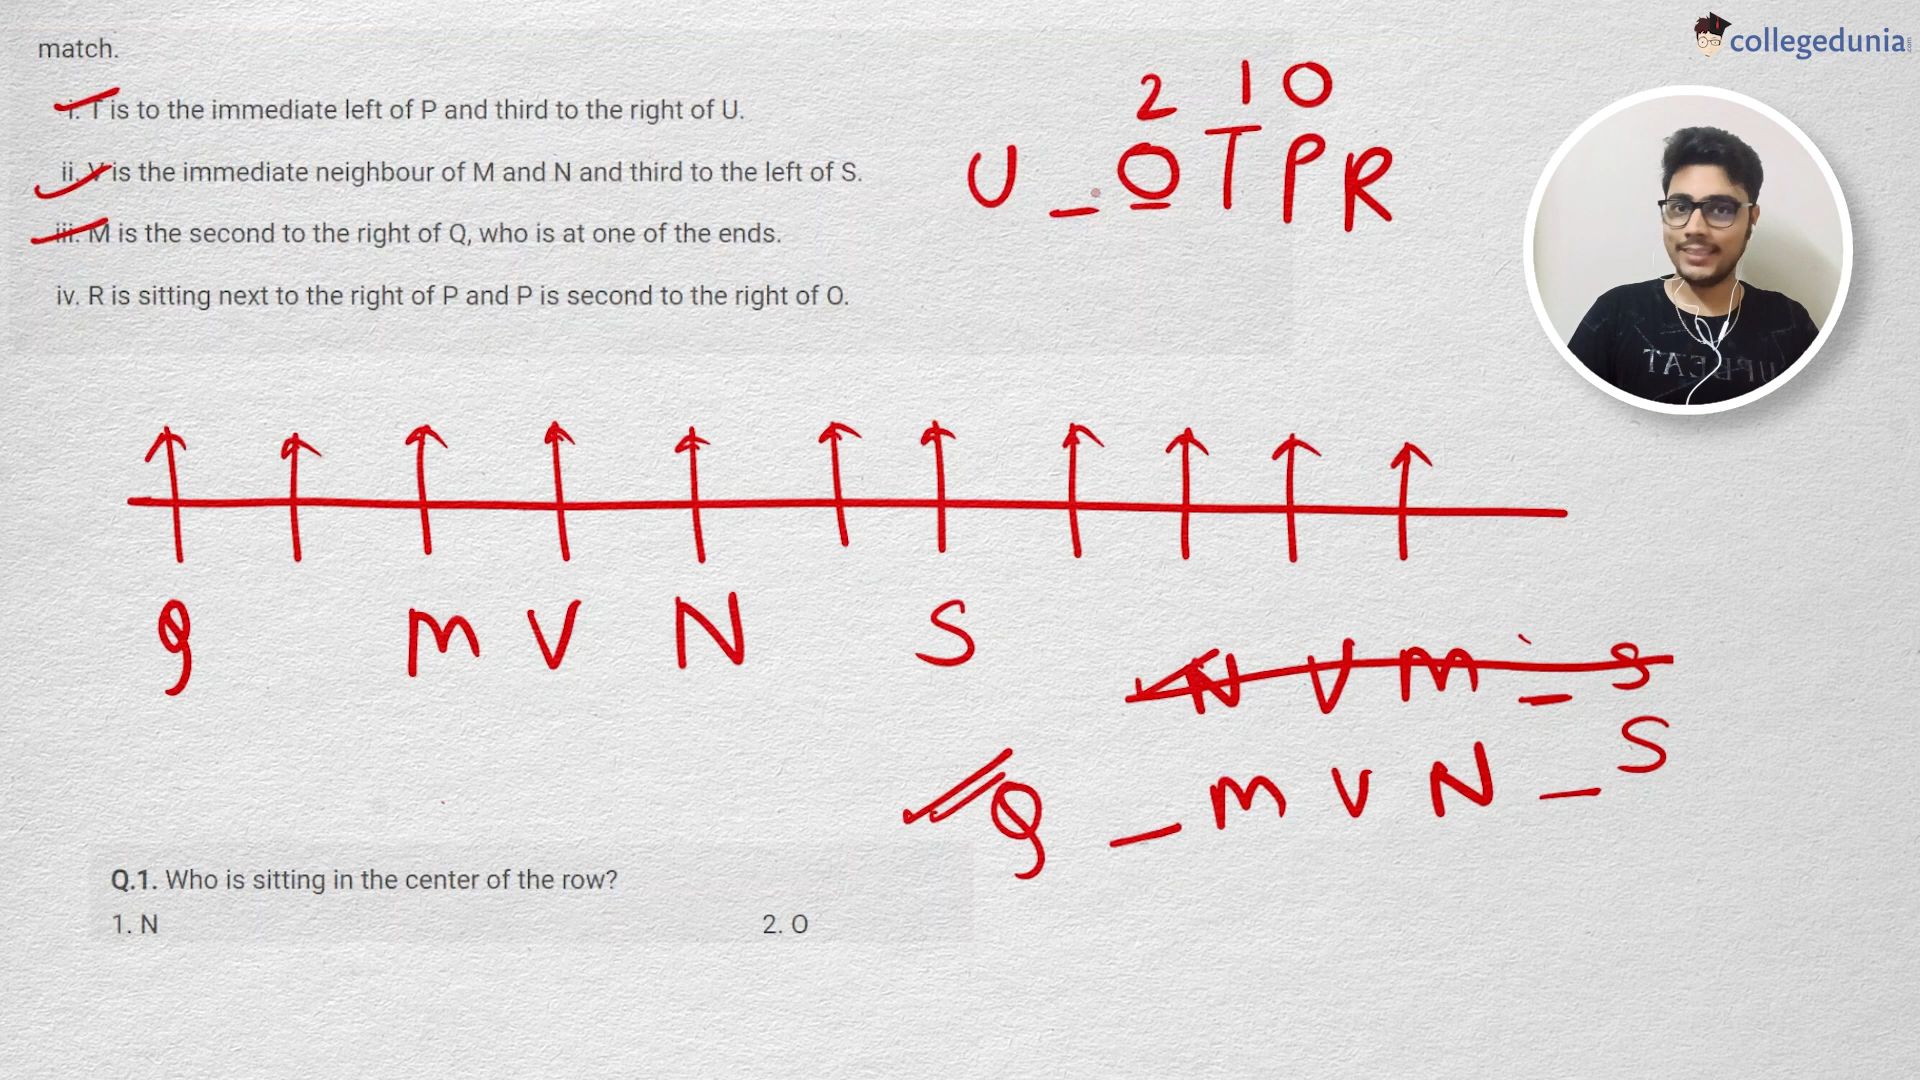 match.
collegedunia
.com
i. T is to the immediate left of P and third to the right of U.
2 1 0
ii. V is the immediate neighbour of M and N and third to the left of S.
U _ O T P R
iii. M is the second to the right of Q, who is at one of the ends.
iv. R is sitting next to the right of P and P is second to the right of O.
UPBEAT
Q M V N S
N V M _ S
Q _ M V N _ S
Q.1. Who is sitting in the center of the row?
1. N 2. O